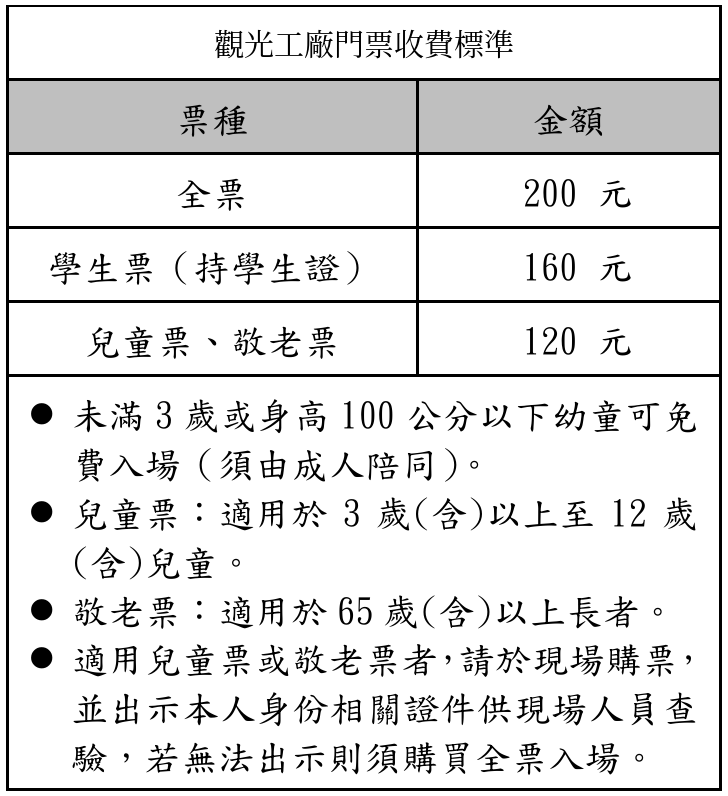 觀光工廠門票收費標準
票種 金額
全票 200 元
學生票（持學生證） 160 元
兒童票、敬老票 120 元
● 未滿 3 歲或身高 100 公分以下幼童可免
費入場（須由成人陪同）。
● 兒童票：適用於 3 歲(含)以上至 12 歲
(含)兒童。
● 敬老票：適用於 65 歲(含)以上長者。
● 適用兒童票或敬老票者，請於現場購票，
並出示本人身份相關證件供現場人員查
驗，若無法出示則須購買全票入場。